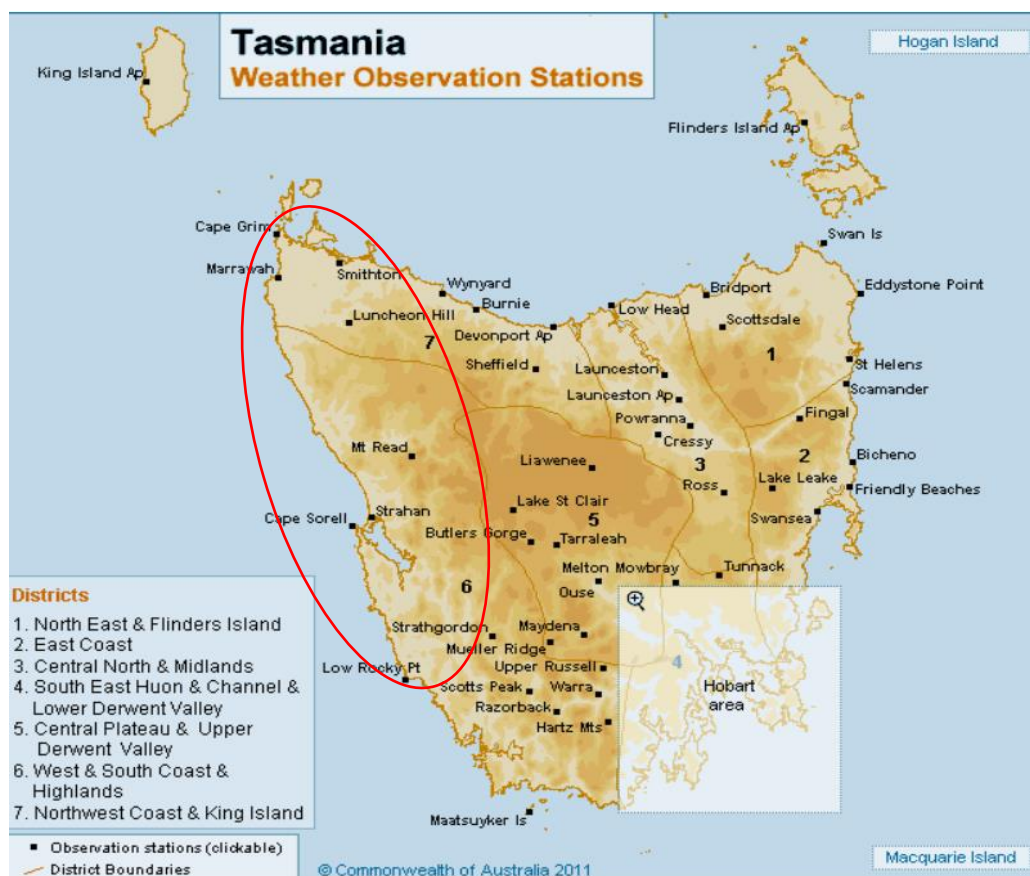 Tasmania
Weather Observation Stations
Hogan Island
King Island Ap
Flinders Island Ap
Cape Grim
Swan Is
Marrawah
Smithton
Wynyard
Bridport
Eddystone Point
Burnie
Low Head
Luncheon Hill
Scottsdale
Devonport Ap
7
1
Sheffield
Launceston
St Helens
Scamander
Launceston Ap
Powranna
Fingal
Cressy
Mt Read
2
Liawenee
3
Bicheno
Ross
Lake Leake
Friendly Beaches
Lake St Clair
Strahan
Swansea
Cape Sorell
5
Butlers Gorge
Tarraleah
Melton Mowbray
Tunnack
6
Ouse
Strathgordon
Maydena
Mueller Ridge
Low Rocky Pt
Upper Russell
4
Scotts Peak
Warra
Hobart
area
Razorback
Hartz Mts
Maatsuyker Is
Districts
1. North East & Flinders Island
2. East Coast
3. Central North & Midlands
4. South East Huon & Channel &
Lower Derwent Valley
5. Central Plateau & Upper
Derwent Valley
6. West & South Coast &
Highlands
7. Northwest Coast & King Island
Observation stations (clickable)
District Boundaries
© Commonwealth of Australia 2011
Macquarie Island